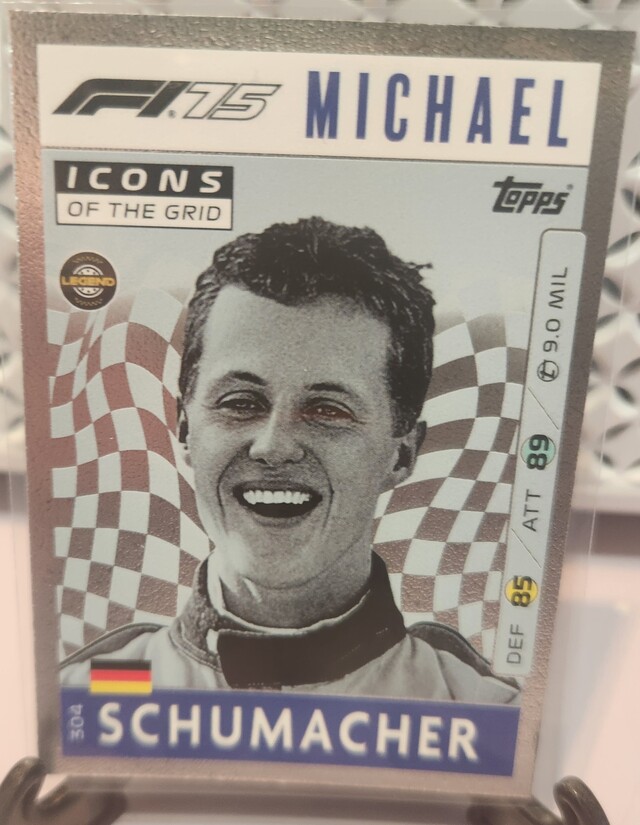 F1® 75 MICHAEL
ICONS
OF THE GRID
topps®
LEGEND
DEF 85 / ATT 89 / 9.0 MIL
304
SCHUMACHER